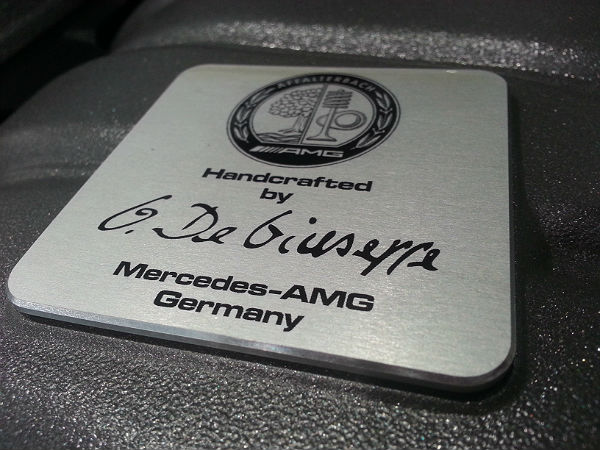 AFFALTERBACH
AMG
Handcrafted
by
G. De Giuseppe
Mercedes-AMG
Germany